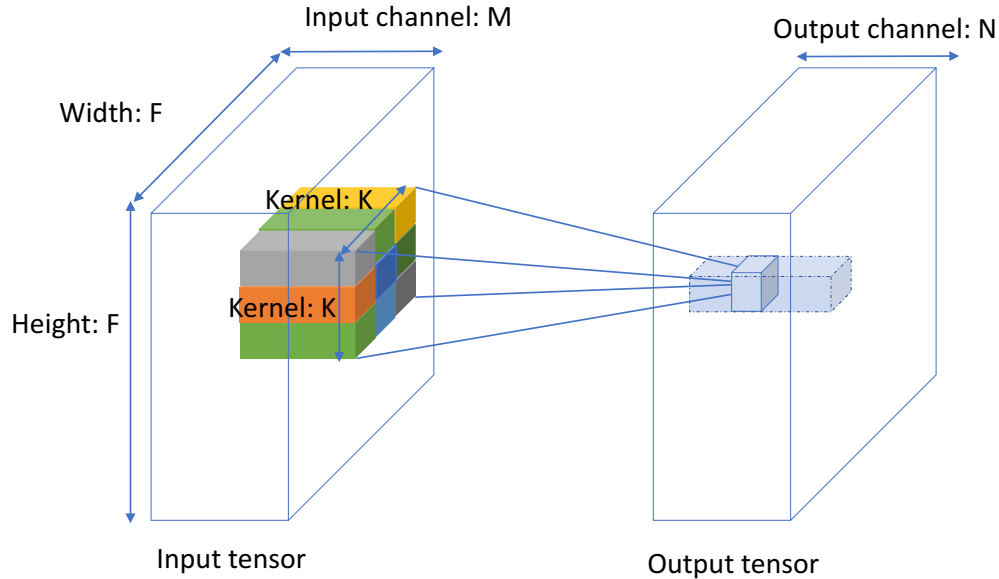 Input channel: M
Output channel: N
Width: F
Kernel: K
Kernel: K
Height: F
Input tensor
Output tensor